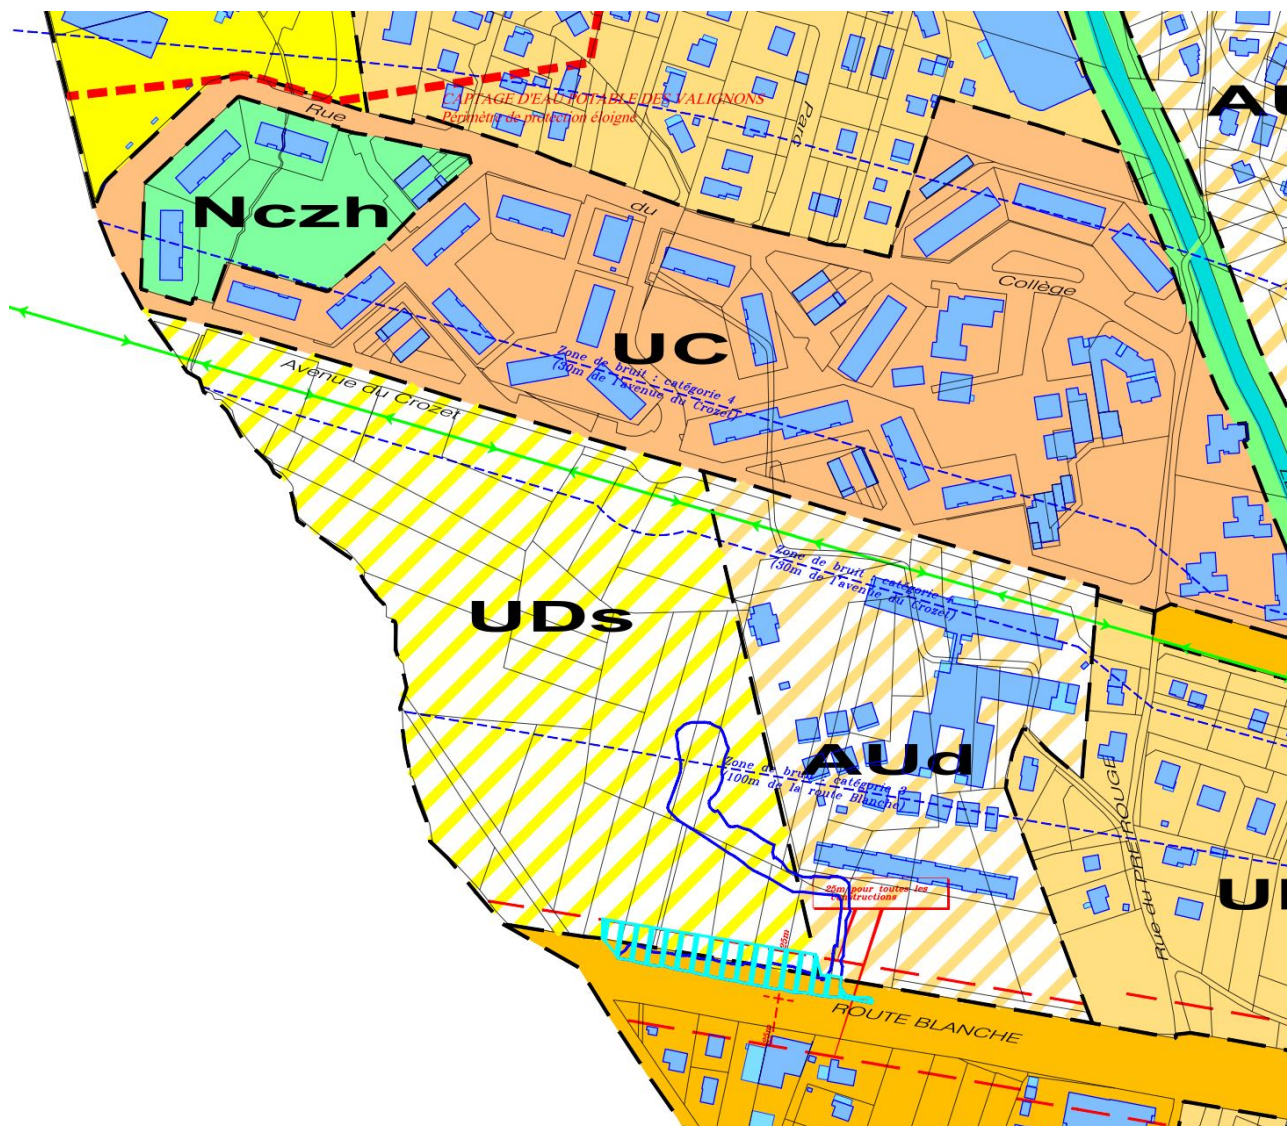 AU
CAPTAGE D'EAU POTABLE DES VALIGNONS
Périmètre de protection éloigné
Rue
Parc
Nczh
du
Collège
UC
Zone de bruit : catégorie 4
(30m de l'avenue du Crozet)
Avenue du Crozet
Zone de bruit : catégorie 4
(30m de l'avenue du Crozet)
UDs
AUd
Zone de bruit : catégorie 3
(100m de la route Blanche)
Rue du PRE ROUGE
25m pour toutes les
constructions
U
25m
ROUTE BLANCHE
25m